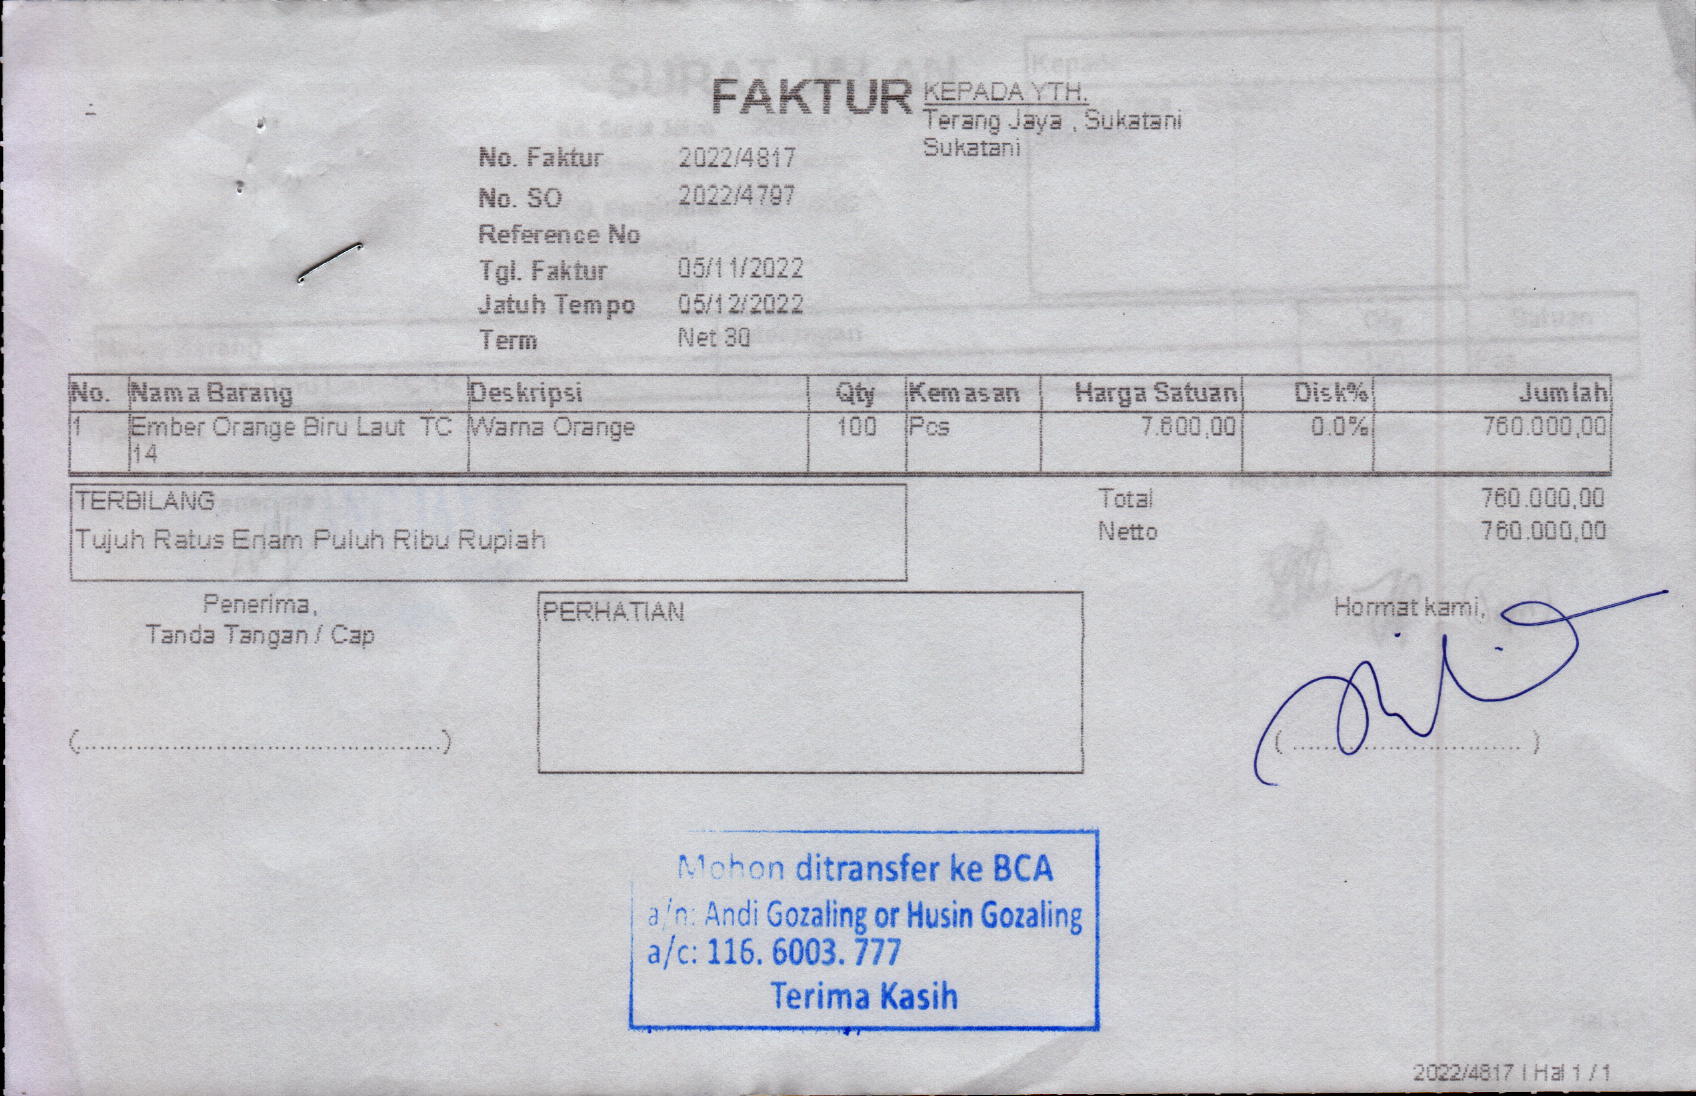 FAKTUR
KEPADA YTH.
Terang Jaya , Sukatani
Sukatani
No. Faktur 2022/4817
No. SO 2022/4797
Reference No
Tgl. Faktur 05/11/2022
Jatuh Tempo 05/12/2022
Term Net 30
No. Nama Barang Deskripsi Qty Kemasan Harga Satuan Disk% Jumlah
1 Ember Orange Biru Laut TC Warna Orange 100 Pcs 7.600,00 0.0% 760.000,00
14
TERBILANG Total 760.000,00
Tujuh Ratus Enam Puluh Ribu Rupiah Netto 760.000,00
Penerima,
Tanda Tangan / Cap
PERHATIAN
Hormat kami,
(................................................)
( ............................... )
Mohon ditransfer ke BCA
a/n: Andi Gozaling or Husin Gozaling
a/c: 116. 6003. 777
Terima Kasih
2022/4817 | Hal 1 / 1